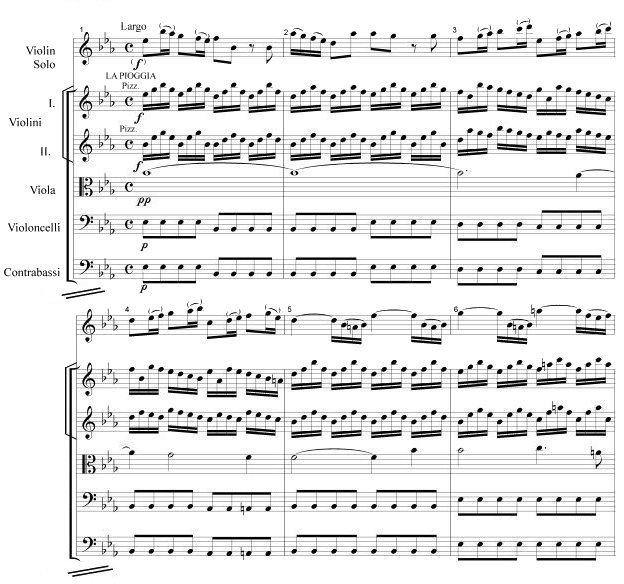 1 Largo 2 3
Violin
Solo
(f)
LA PIOGGIA
Pizz.
I.
f
Violini
Pizz.
II.
f
Viola
pp
Violoncelli
p
Contrabassi
p
4 5 6